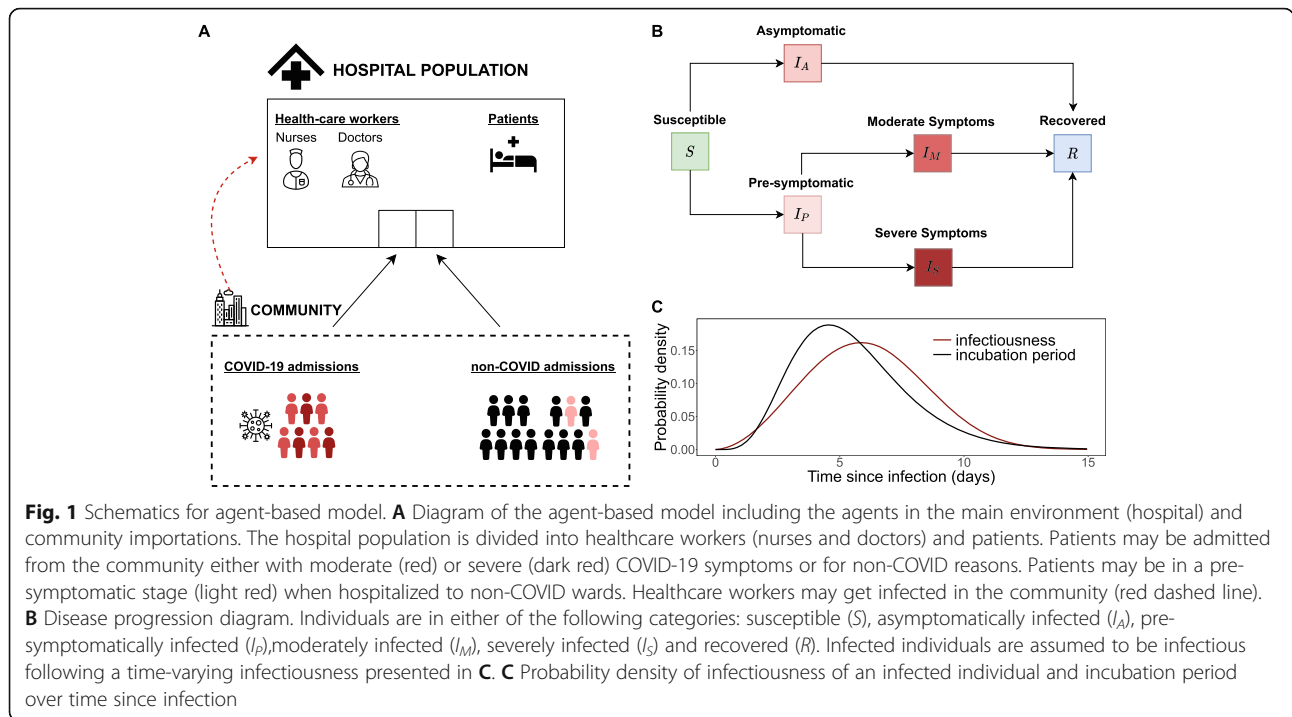 A
HOSPITAL POPULATION
Health-care workers
Patients
Nurses
Doctors
COMMUNITY
COVID-19 admissions
non-COVID admissions
B
Asymptomatic
I_A
Susceptible
Moderate Symptoms
Recovered
S
I_M
R
Pre-symptomatic
I_P
Severe Symptoms
I_S
C
Probability density
0.15
0.10
0.05
0.00
infectiousness
incubation period
0
5
10
15
Time since infection (days)
Fig. 1 Schematics for agent-based model. A Diagram of the agent-based model including the agents in the main environment (hospital) and
community importations. The hospital population is divided into healthcare workers (nurses and doctors) and patients. Patients may be admitted
from the community either with moderate (red) or severe (dark red) COVID-19 symptoms or for non-COVID reasons. Patients may be in a pre-
symptomatic stage (light red) when hospitalized to non-COVID wards. Healthcare workers may get infected in the community (red dashed line).
B Disease progression diagram. Individuals are in either of the following categories: susceptible (S), asymptomatically infected (I_A), pre-
symptomatically infected (I_P),moderately infected (I_M), severely infected (I_S) and recovered (R). Infected individuals are assumed to be infectious
following a time-varying infectiousness presented in C. C Probability density of infectiousness of an infected individual and incubation period
over time since infection